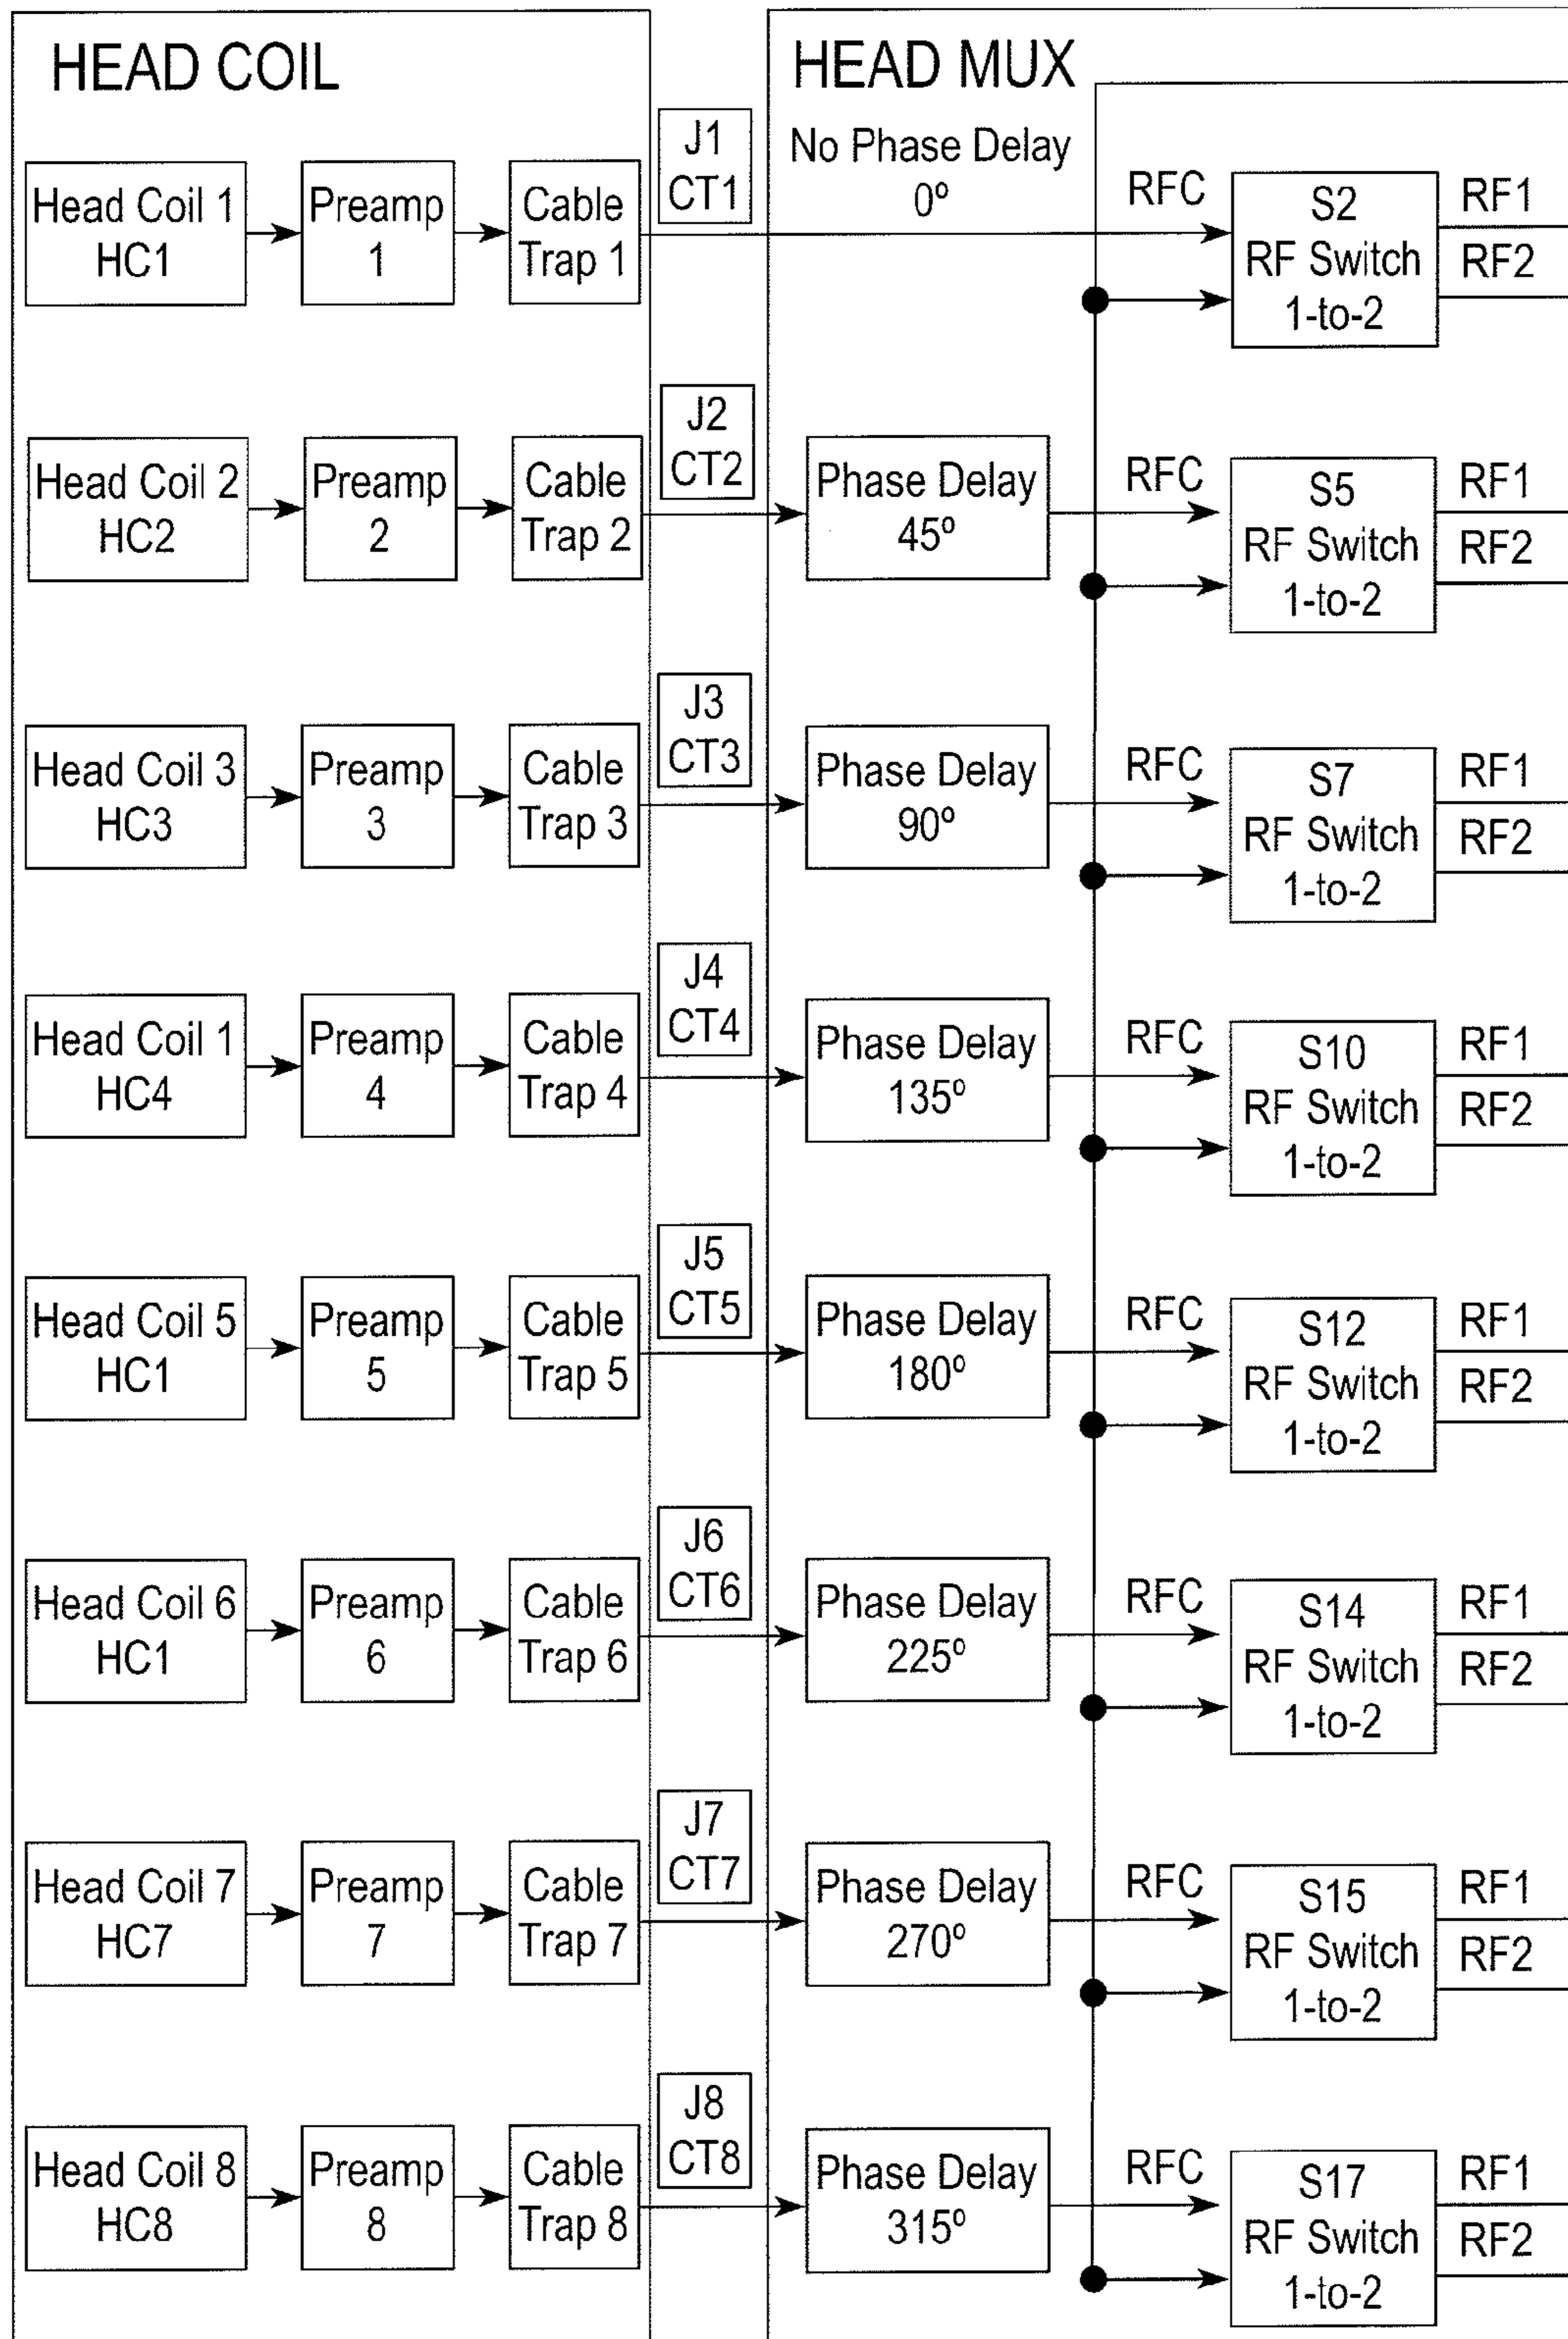 HEAD COIL
HEAD MUX
J1
CT1
No Phase Delay
0º
Head Coil 1
HC1
Preamp
1
Cable
Trap 1
RFC
S2
RF Switch
1-to-2
RF1
RF2
J2
CT2
Head Coil 2
HC2
Preamp
2
Cable
Trap 2
Phase Delay
45º
RFC
S5
RF Switch
1-to-2
RF1
RF2
J3
CT3
Head Coil 3
HC3
Preamp
3
Cable
Trap 3
Phase Delay
90º
RFC
S7
RF Switch
1-to-2
RF1
RF2
J4
CT4
Head Coil 1
HC4
Preamp
4
Cable
Trap 4
Phase Delay
135º
RFC
S10
RF Switch
1-to-2
RF1
RF2
J5
CT5
Head Coil 5
HC1
Preamp
5
Cable
Trap 5
Phase Delay
180º
RFC
S12
RF Switch
1-to-2
RF1
RF2
J6
CT6
Head Coil 6
HC1
Preamp
6
Cable
Trap 6
Phase Delay
225º
RFC
S14
RF Switch
1-to-2
RF1
RF2
J7
CT7
Head Coil 7
HC7
Preamp
7
Cable
Trap 7
Phase Delay
270º
RFC
S15
RF Switch
1-to-2
RF1
RF2
J8
CT8
Head Coil 8
HC8
Preamp
8
Cable
Trap 8
Phase Delay
315º
RFC
S17
RF Switch
1-to-2
RF1
RF2